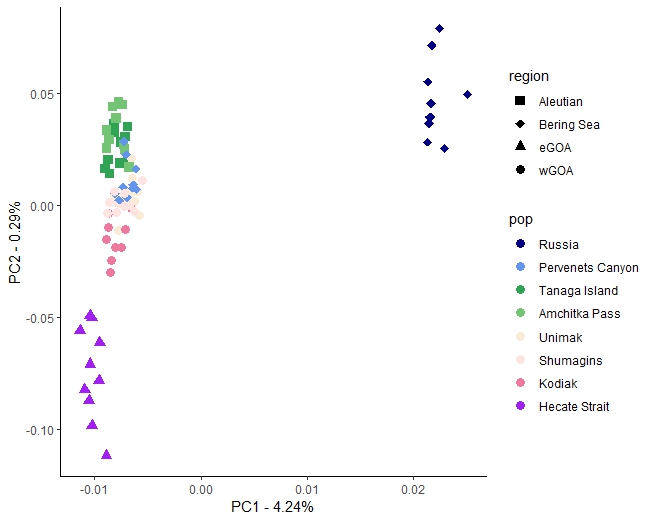 0.05
0.00
-0.05
-0.10
PC2 - 0.29%
-0.01
0.00
0.01
0.02
PC1 - 4.24%
region
Aleutian
Bering Sea
eGOA
wGOA
pop
Russia
Pervenets Canyon
Tanaga Island
Amchitka Pass
Unimak
Shumagins
Kodiak
Hecate Strait